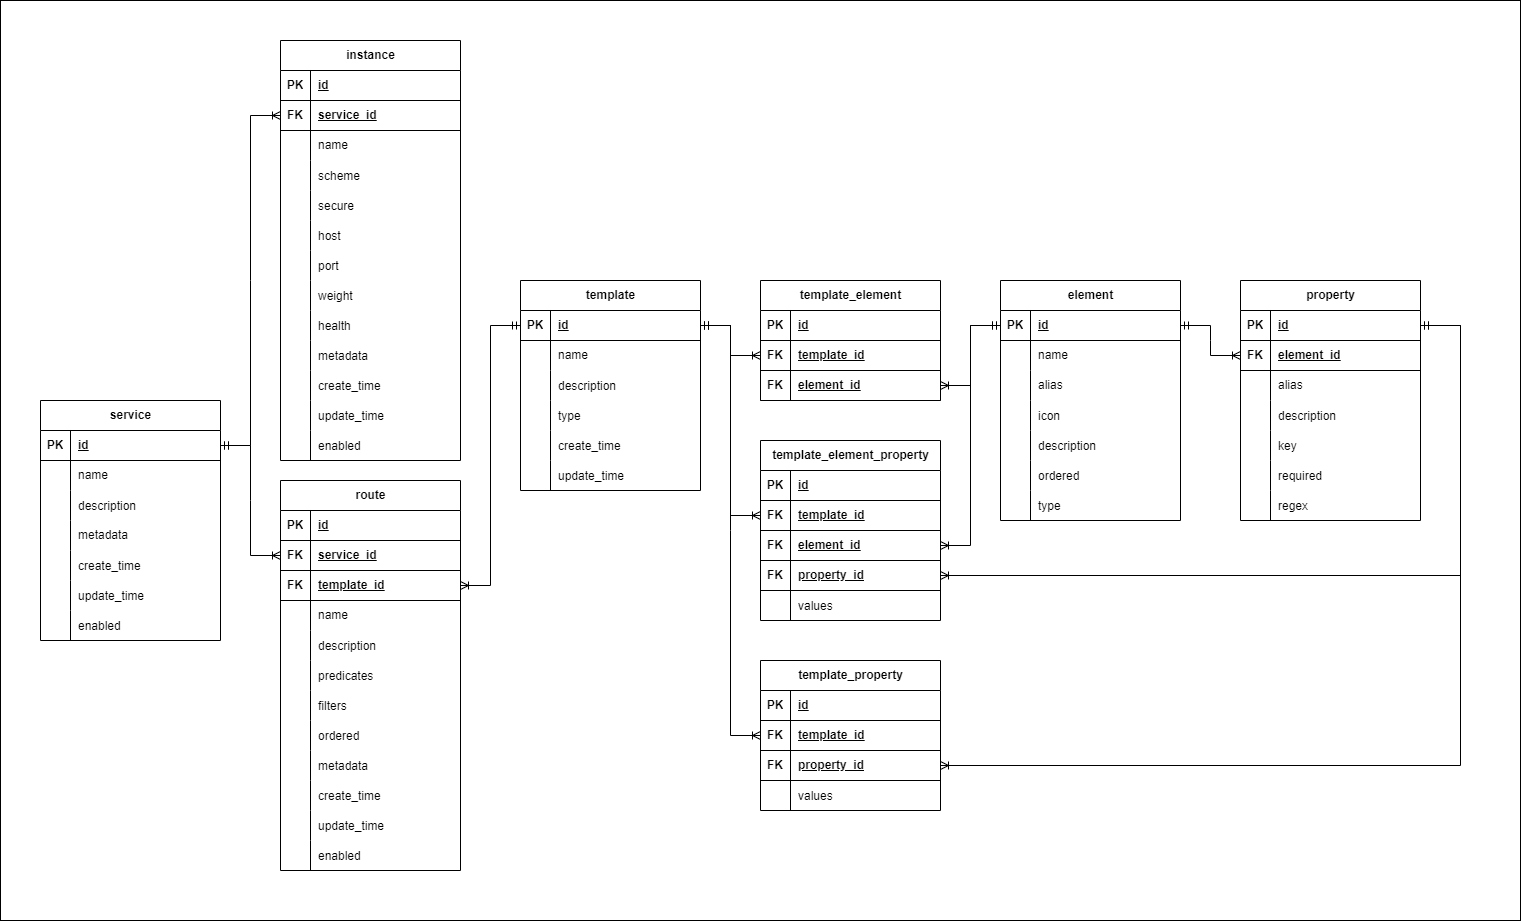 instance
PK id
FK service_id
name
scheme
secure
host
port
weight
health
metadata
create_time
update_time
enabled
service
PK id
name
description
metadata
create_time
update_time
enabled
route
PK id
FK service_id
FK template_id
name
description
predicates
filters
ordered
metadata
create_time
update_time
enabled
template
PK id
name
description
type
create_time
update_time
template_element
PK id
FK template_id
FK element_id
template_element_property
PK id
FK template_id
FK element_id
FK property_id
values
template_property
PK id
FK template_id
FK property_id
values
element
PK id
name
alias
icon
description
ordered
type
property
PK id
FK element_id
alias
description
key
required
regex